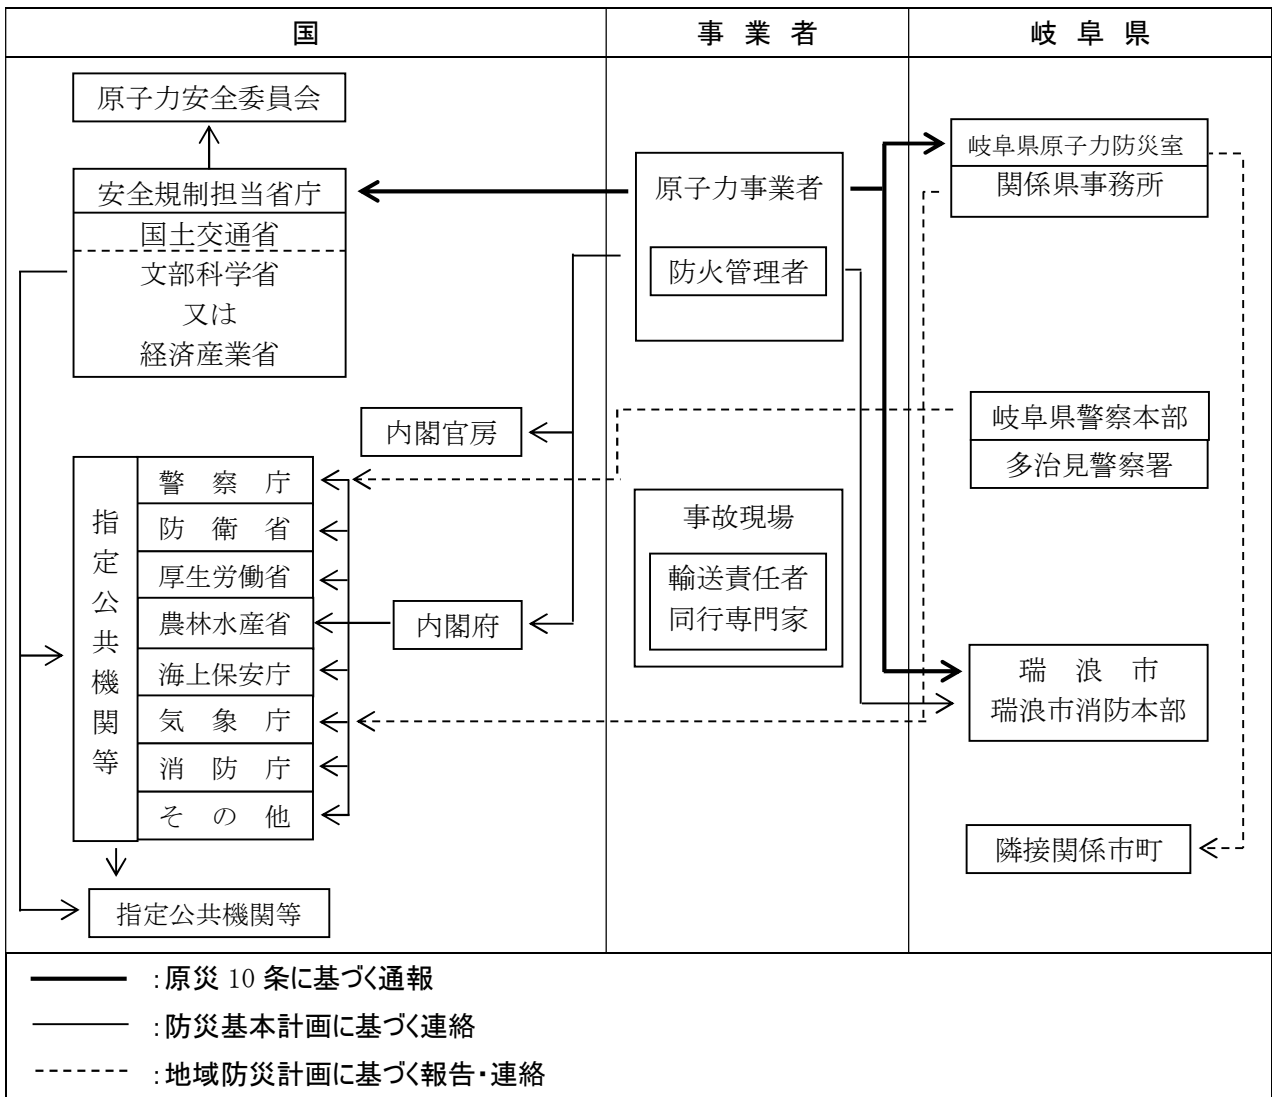 国
事業者
岐阜県
原子力安全委員会
安全規制担当省庁
国土交通省
文部科学省
又は
経済産業省
内閣官房
内閣府
指定公共機関等
警察庁
防衛省
厚生労働省
農林水産省
海上保安庁
気象庁
消防庁
その他
指定公共機関等
原子力事業者
防火管理者
事故現場
輸送責任者
同行専門家
岐阜県原子力防災室
関係県事務所
岐阜県警察本部
多治見警察署
瑞浪市
瑞浪市消防本部
隣接関係市町
:原災10条に基づく通報
:防災基本計画に基づく連絡
:地域防災計画に基づく報告・連絡